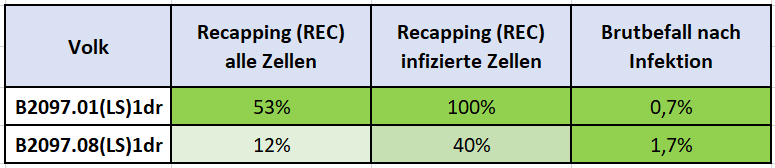 Volk
Recapping (REC)
alle Zellen
Recapping (REC)
infizierte Zellen
Brutbefall nach
Infektion
B2097.01(LS)1dr 53% 100% 0,7%
B2097.08(LS)1dr 12% 40% 1,7%